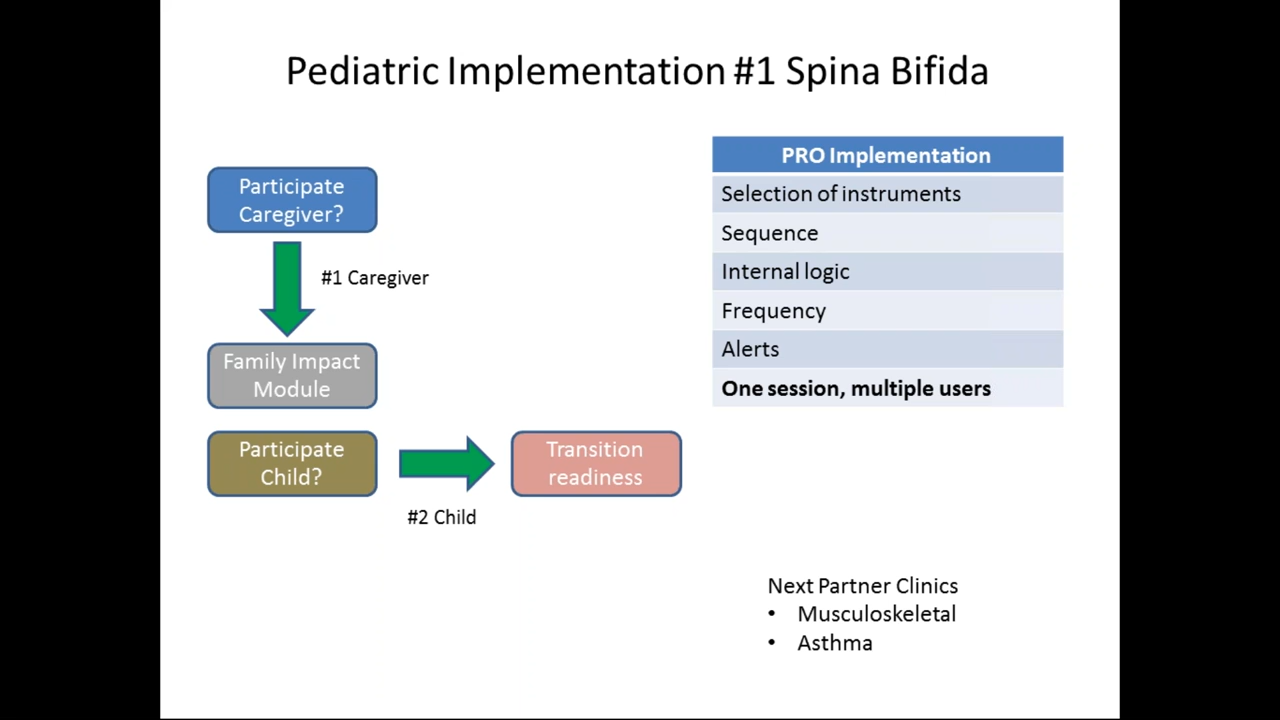 Pediatric Implementation #1 Spina Bifida
Participate
Caregiver?
#1 Caregiver
Family Impact
Module
Participate
Child?
#2 Child
Transition
readiness
PRO Implementation
Selection of instruments
Sequence
Internal logic
Frequency
Alerts
One session, multiple users
Next Partner Clinics
• Musculoskeletal
• Asthma